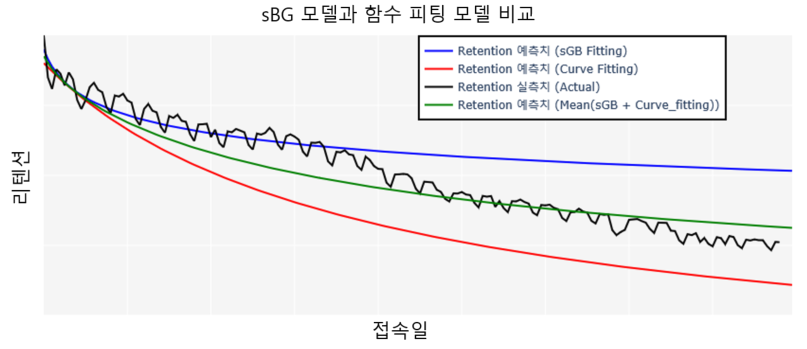 sBG 모델과 함수 피팅 모델 비교
Retention 예측치 (sGB Fitting)
Retention 예측치 (Curve Fitting)
Retention 실측치 (Actual)
Retention 예측치 (Mean(sGB + Curve_fitting))
리텐션
접속일